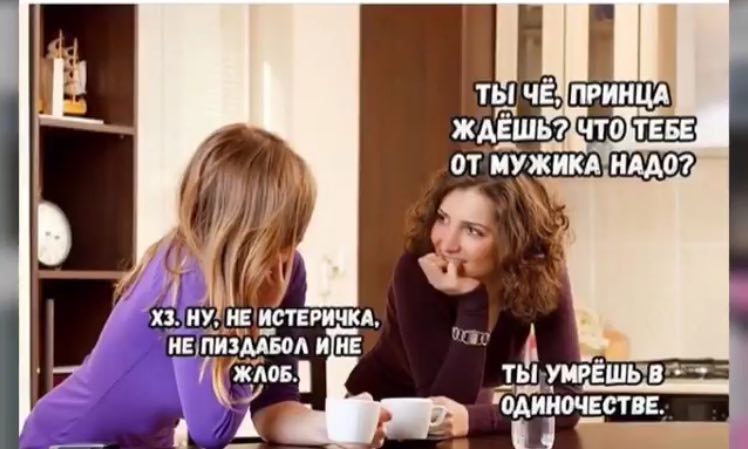 ТЫ ЧЁ, ПРИНЦА
ЖДЁШЬ? ЧТО ТЕБЕ
ОТ МУЖИКА НАДО?
ХЗ. НУ, НЕ ИСТЕРИЧКА,
НЕ ПИЗДАБОЛ И НЕ
ЖЛОБ.
ТЫ УМРЁШЬ В
ОДИНОЧЕСТВЕ.